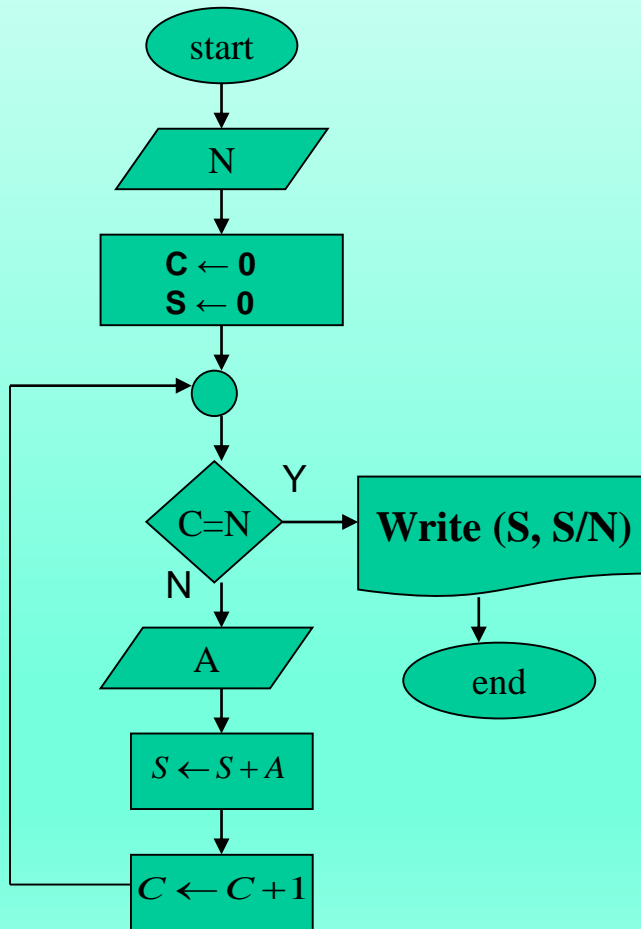 start
N
C ← 0
S ← 0
C=N
Y
Write (S, S/N)
end
N
A
S ← S + A
C ← C + 1